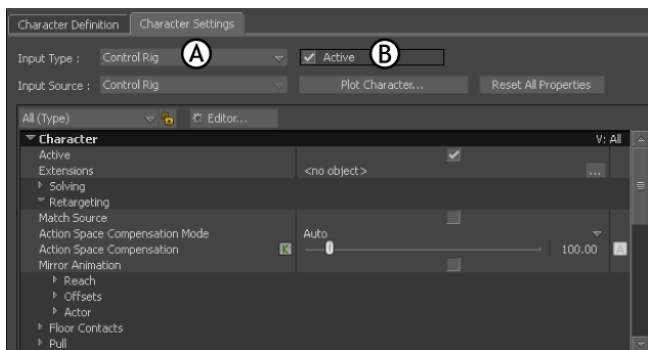 Character Definition Character Settings
Input Type : Control Rig A Active B
Input Source : Control Rig Plot Character... Reset All Properties
All (Type) Editor...
Character V: All
Active
Extensions <no object> ...
Solving
Retargeting
Match Source
Action Space Compensation Mode Auto
Action Space Compensation K 100.00 A
Mirror Animation
Reach
Offsets
Actor
Floor Contacts
Pull